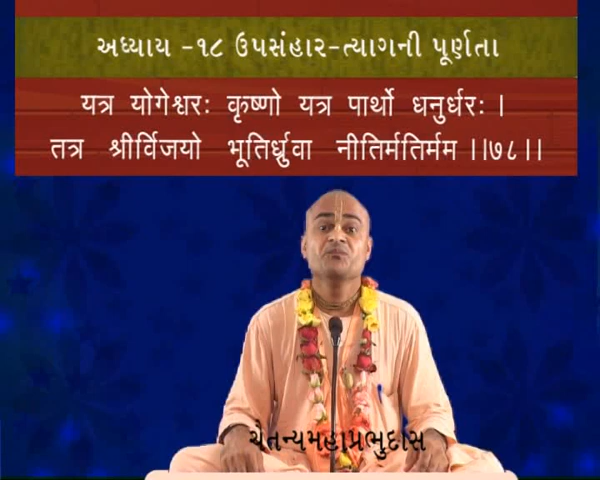 અધ્યાય -૧૮ ઉપસંહાર-ત્યાગની પૂર્ણતા
यत्र योगेश्वरः कृष्णो यत्र पार्थो धनुर्धरः ।
तत्र श्रीर्विजयो भूतिर्ध्रुवा नीतिर्मतिर्मम ।।७८।।
ચૈતન્યમહાપ્રભુદાસ